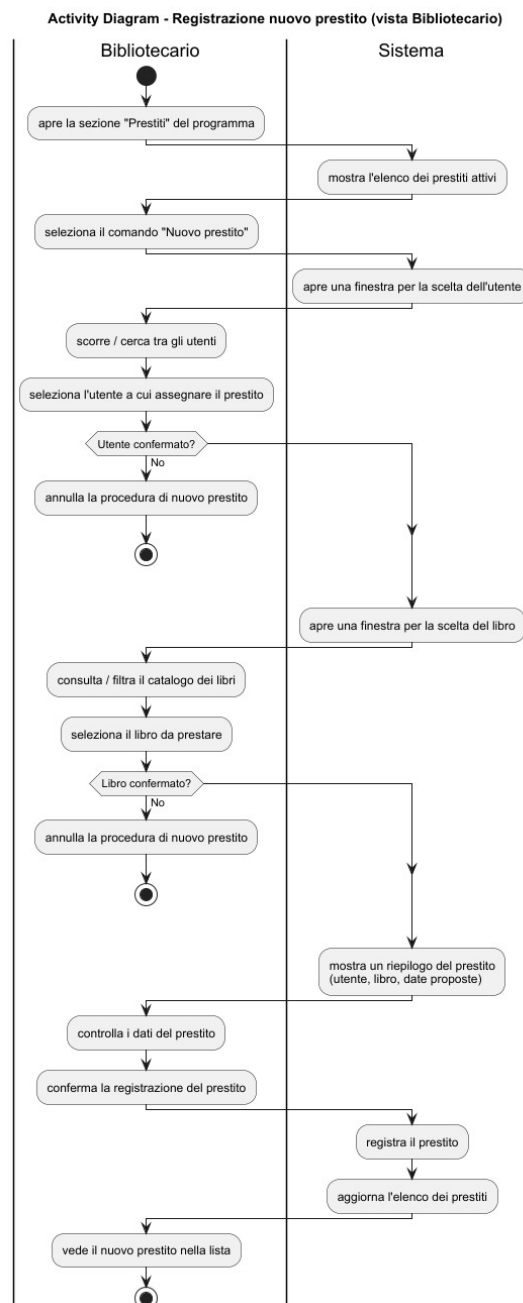 Activity Diagram - Registrazione nuovo prestito (vista Bibliotecario)
Bibliotecario
Sistema
apre la sezione "Prestiti" del programma
mostra l'elenco dei prestiti attivi
seleziona il comando "Nuovo prestito"
apre una finestra per la scelta dell'utente
scorre / cerca tra gli utenti
seleziona l'utente a cui assegnare il prestito
Utente confermato?
No
annulla la procedura di nuovo prestito
apre una finestra per la scelta del libro
consulta / filtra il catalogo dei libri
seleziona il libro da prestare
Libro confermato?
No
annulla la procedura di nuovo prestito
mostra un riepilogo del prestito
(utente, libro, date proposte)
controlla i dati del prestito
conferma la registrazione del prestito
registra il prestito
aggiorna l'elenco dei prestiti
vede il nuovo prestito nella lista